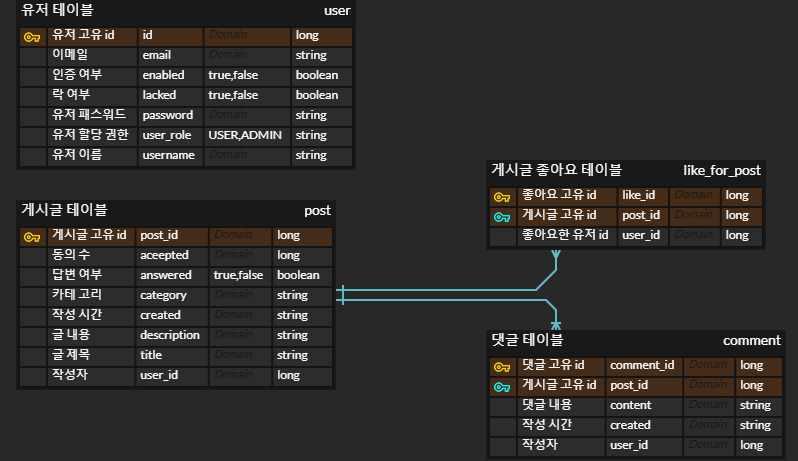 유저 테이블 user
유저 고유 id id Domain long
이메일 email Domain string
인증 여부 enabled true,false boolean
락 여부 lacked true,false boolean
유저 패스워드 password Domain string
유저 할당 권한 user_role USER,ADMIN string
유저 이름 username Domain string
게시글 테이블 post
게시글 고유 id post_id Domain long
동의 수 aceepted Domain long
답변 여부 answered true,false boolean
카테 고리 category Domain string
작성 시간 created Domain string
글 내용 description Domain string
글 제목 title Domain string
작성자 user_id Domain long
게시글 좋아요 테이블 like_for_post
좋아요 고유 id like_id Domain long
게시글 고유 id post_id Domain long
좋아요한 유저 id user_id Domain long
댓글 테이블 comment
댓글 고유 id comment_id Domain long
게시글 고유 id post_id Domain long
댓글 내용 content Domain string
작성 시간 created Domain string
작성자 user_id Domain long